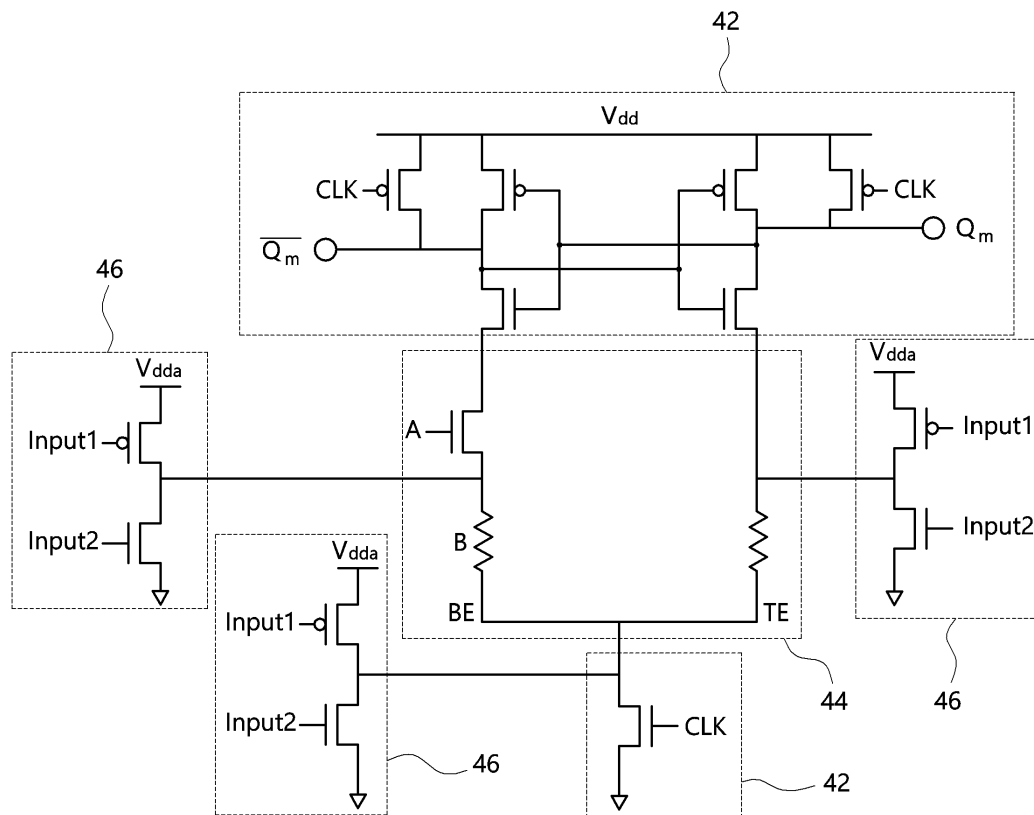 42
Vdd
CLK
CLK
Qm
Qm
46
Vdda
Input1
Input2
A
B
BE
TE
Vdda
Input1
Input2
Vdda
Input1
Input2
44
46
CLK
46
42